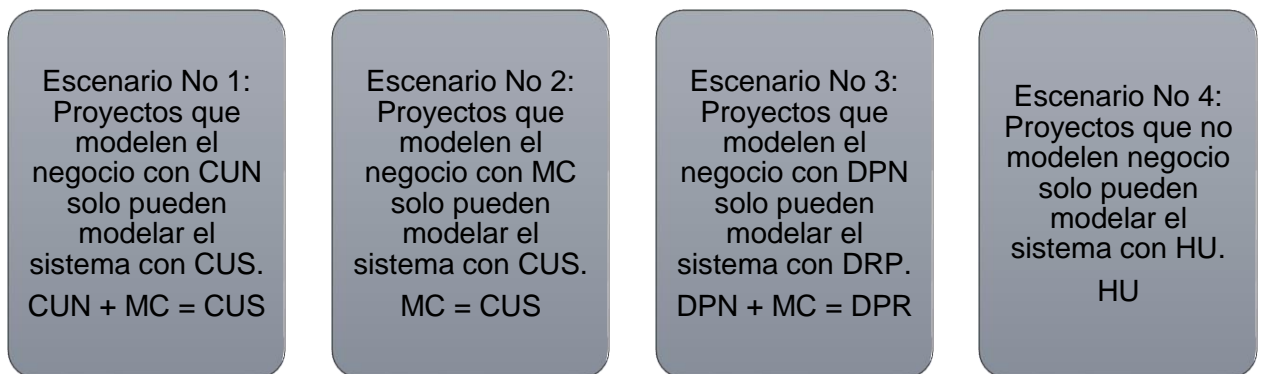 Escenario No 1:
Proyectos que
modelen el
negocio con CUN
solo pueden
modelar el
sistema con CUS.
CUN + MC = CUS
Escenario No 2:
Proyectos que
modelen el
negocio con MC
solo pueden
modelar el
sistema con CUS.
MC = CUS
Escenario No 3:
Proyectos que
modelen el
negocio con DPN
solo pueden
modelar el
sistema con DRP.
DPN + MC = DPR
Escenario No 4:
Proyectos que no
modelen negocio
solo pueden
modelar el
sistema con HU.
HU